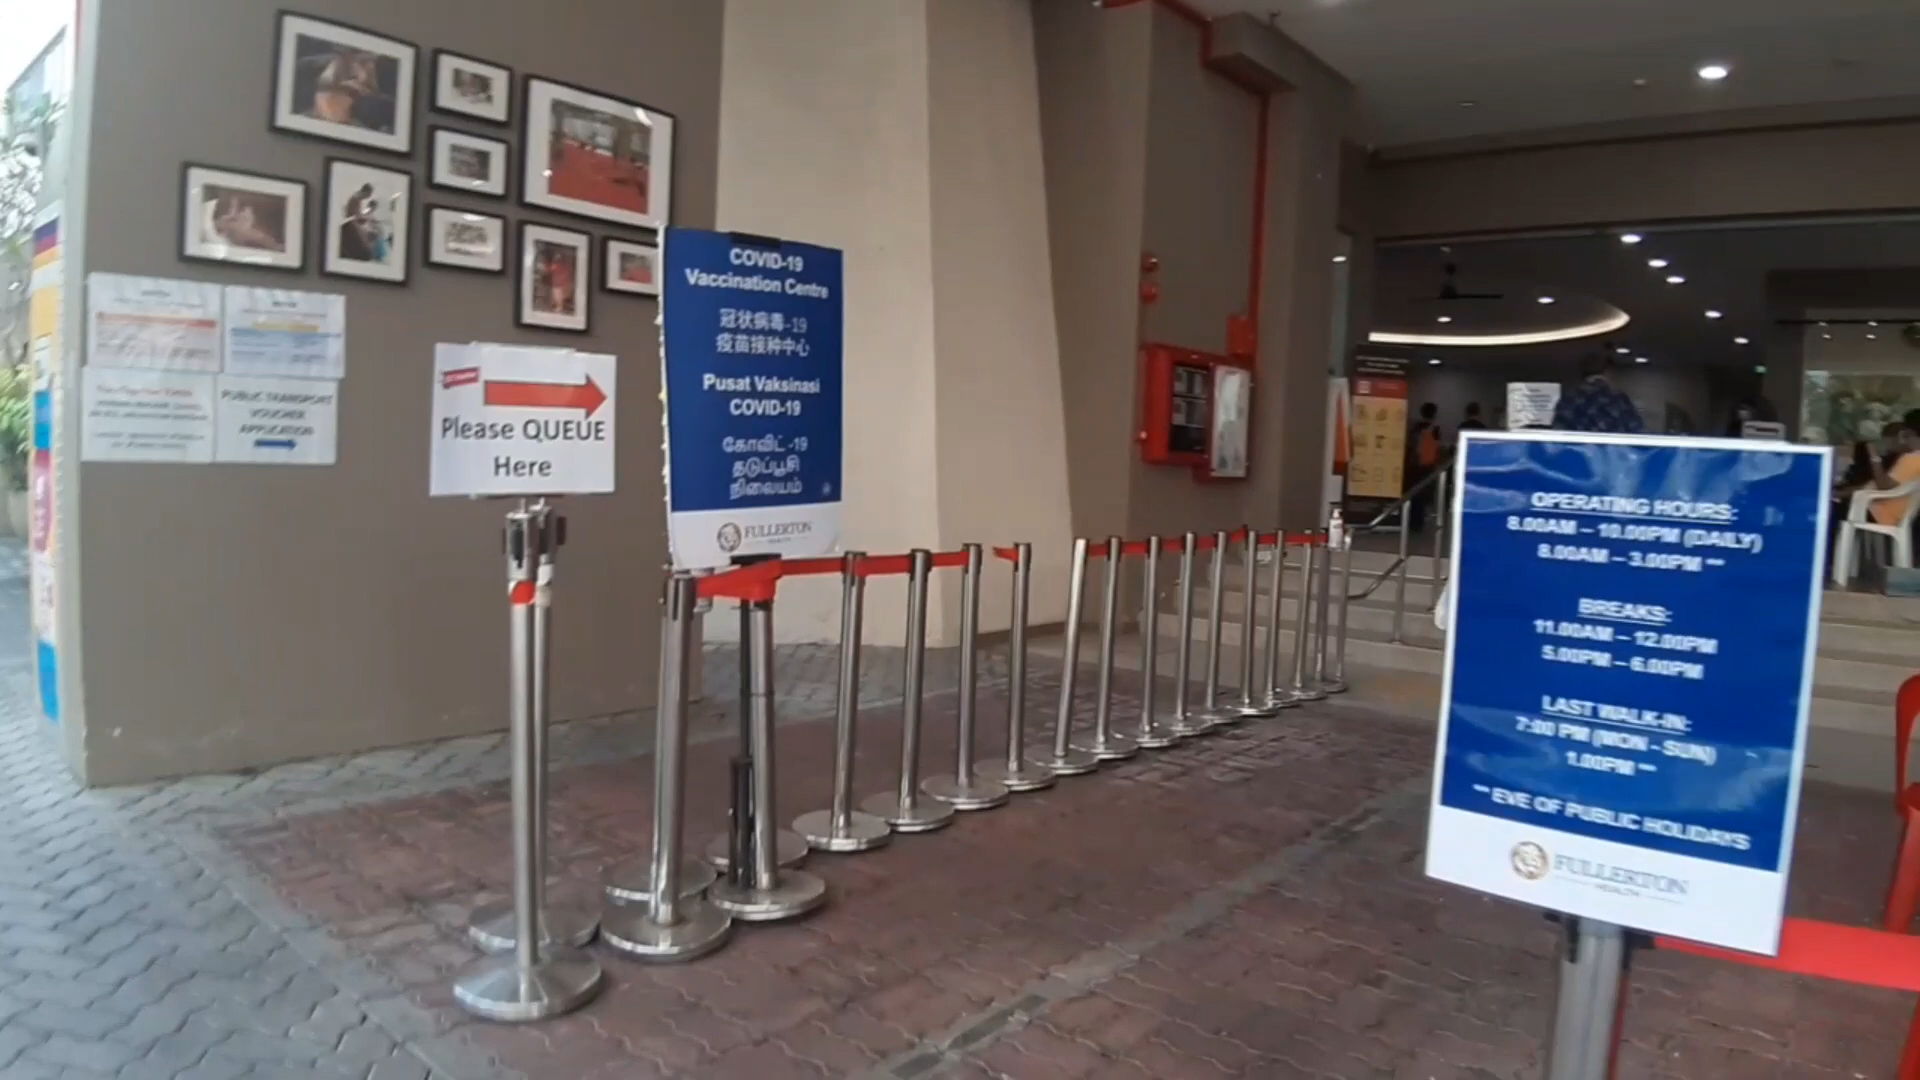 PUBLIC TRANSPORT
VOUCHER
APPLICATION
Please QUEUE
Here
COVID-19
Vaccination Centre
冠状病毒-19
疫苗接种中心
Pusat Vaksinasi
COVID-19
கோவிட்-19
தடுப்பூசி
நிலையம்
FULLERTON
HEALTH
OPERATING HOURS:
8.00AM – 10.00PM (DAILY)
8.00AM – 3.00PM **
BREAKS:
11.00AM – 12.00PM
5.00PM – 6.00PM
LAST WALK-IN:
7:00 PM (MON - SUN)
1.00PM **
** EVE OF PUBLIC HOLIDAYS
FULLERTON
HEALTH